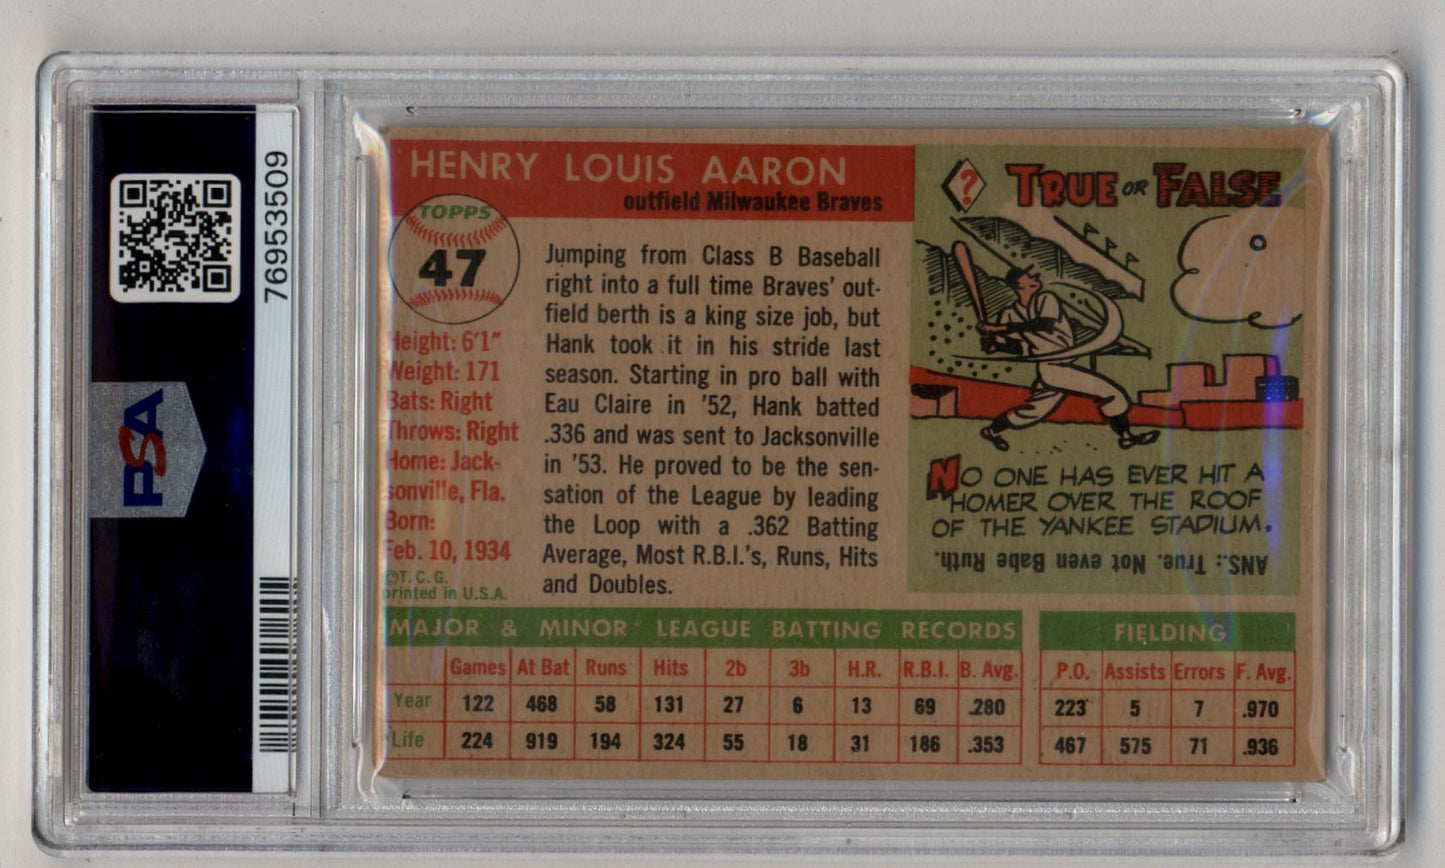 76953509
PSA
HENRY LOUIS AARON
outfield Milwaukee Braves
TOPPS
47
Height: 6'1"
Weight: 171
Bats: Right
Throws: Right
Home: Jack-
sonville, Fla.
Born:
Feb. 10, 1934
©T. C. G.
printed in U.S.A.
Jumping from Class B Baseball
right into a full time Braves' out-
field berth is a king size job, but
Hank took it in his stride last
season. Starting in pro ball with
Eau Claire in '52, Hank batted
.336 and was sent to Jacksonville
in '53. He proved to be the sen-
sation of the League by leading
the Loop with a .362 Batting
Average, Most R.B.I.'s, Runs, Hits
and Doubles.
? TRUE OR FALSE
NO ONE HAS EVER HIT A
HOMER OVER THE ROOF
OF THE YANKEE STADIUM.
ANS.: True. Not even Babe Ruth.
MAJOR & MINOR LEAGUE BATTING RECORDS
Games At Bat Runs Hits 2b 3b H.R. R.B.I. B. Avg.
Year 122 468 58 131 27 6 13 69 .280
Life 224 919 194 324 55 18 31 186 .353
FIELDING
P.O. Assists Errors F. Avg.
223 5 7 .970
467 575 71 .936